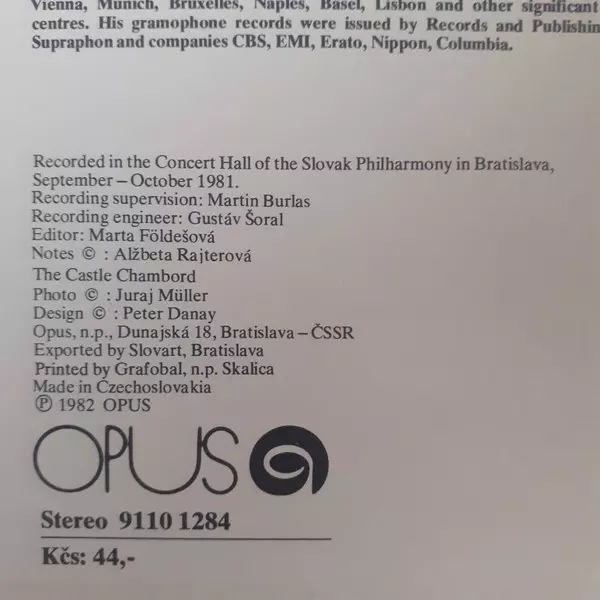 Vienna, Munich, Bruxelles, Naples, Basel, Lisbon and other significant
centres. His gramophone records were issued by Records and Publishin
Supraphon and companies CBS, EMI, Erato, Nippon, Columbia.
Recorded in the Concert Hall of the Slovak Philharmony in Bratislava,
September – October 1981.
Recording supervision: Martin Burlas
Recording engineer: Gustáv Šoral
Editor: Marta Földešová
Notes © : Alžbeta Rajterová
The Castle Chambord
Photo © : Juraj Müller
Design © : Peter Danay
Opus, n.p., Dunajská 18, Bratislava – ČSSR
Exported by Slovart, Bratislava
Printed by Grafobal, n.p. Skalica
Made in Czechoslovakia
℗ 1982 OPUS
OPUS
Stereo 9110 1284
Kčs: 44,-